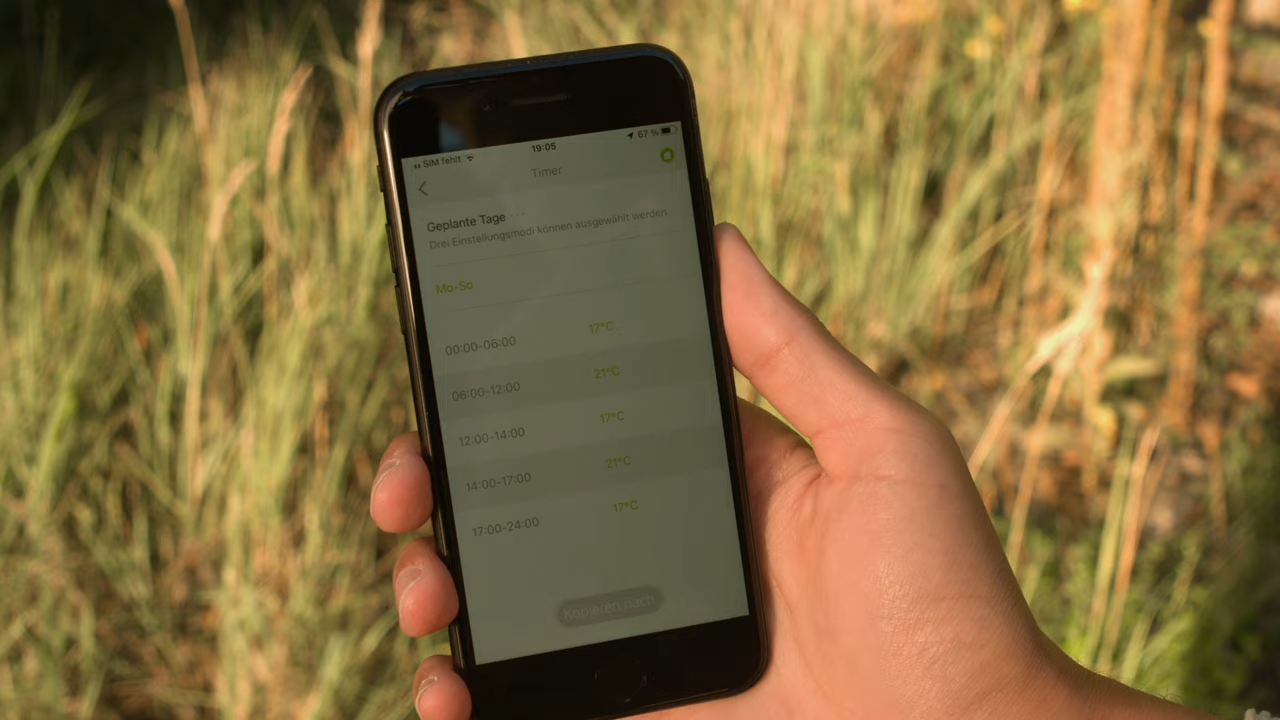 SIM fehlt 19:05 67 %
Timer
Geplante Tage ...
Drei Einstellungsmodi können ausgewählt werden.
Mo-So
00:00-06:00 17°C
06:00-12:00 21°C
12:00-14:00 17°C
14:00-17:00 21°C
17:00-24:00 17°C
Kopieren nach